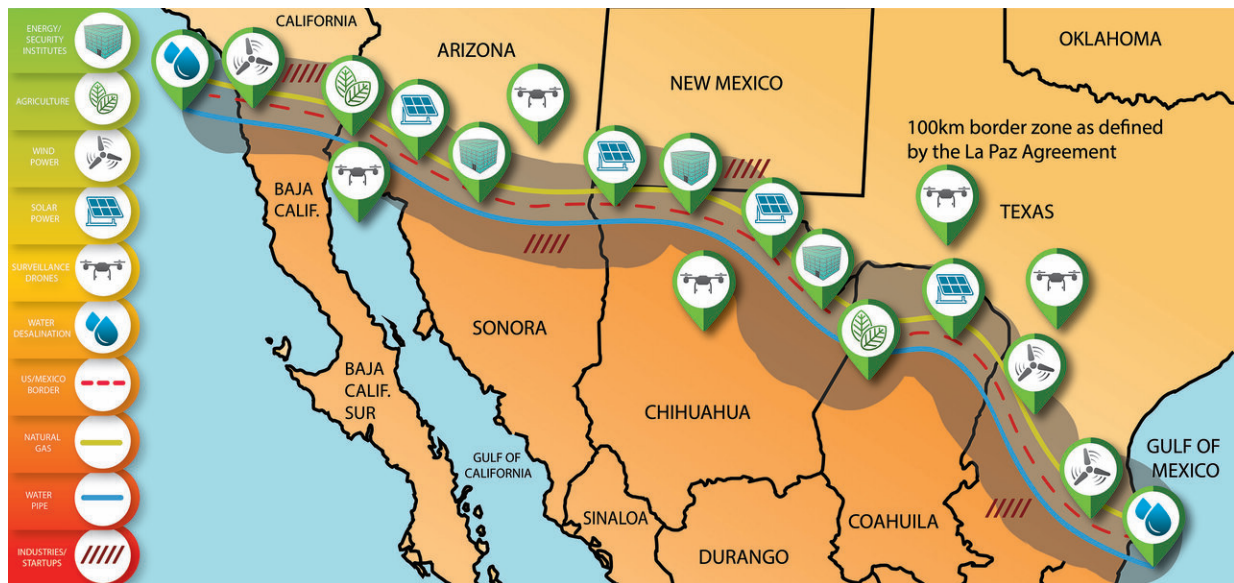 ENERGY/
SECURITY
INSTITUTES
AGRICULTURE
WIND
POWER
SOLAR
POWER
SURVEILLANCE
DRONES
WATER
DESALINATION
US/MEXICO
BORDER
NATURAL
GAS
WATER
PIPE
INDUSTRIES/
STARTUPS
CALIFORNIA
ARIZONA
NEW MEXICO
OKLAHOMA
100km border zone as defined
by the La Paz Agreement
TEXAS
BAJA
CALIF.
SONORA
BAJA
CALIF.
SUR
CHIHUAHUA
GULF OF
CALIFORNIA
GULF OF
MEXICO
SINALOA
DURANGO
COAHUILA